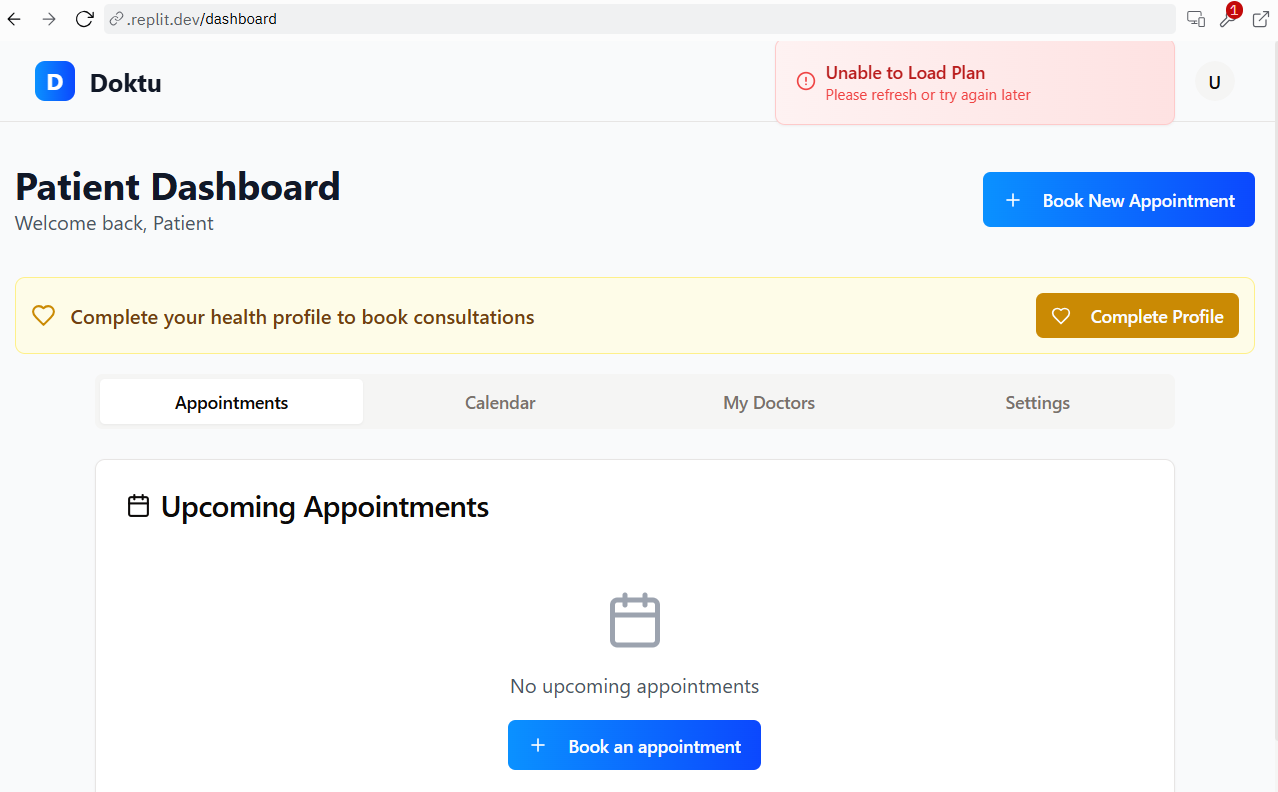 .replit.dev/dashboard
1
D
Doktu
Unable to Load Plan
Please refresh or try again later
U
Patient Dashboard
Welcome back, Patient
Book New Appointment
Complete your health profile to book consultations
Complete Profile
Appointments
Calendar
My Doctors
Settings
Upcoming Appointments
No upcoming appointments
Book an appointment